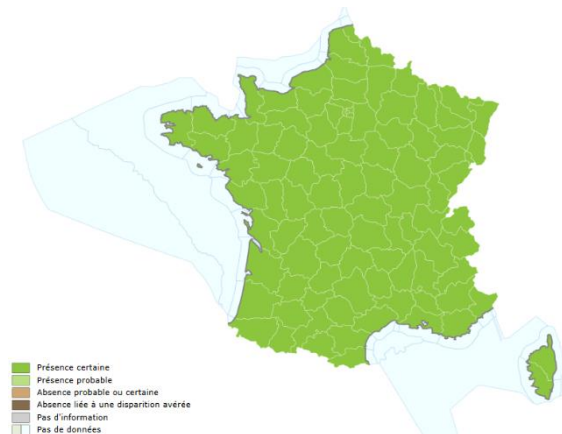 Présence certaine
Présence probable
Absence probable ou certaine
Absence liée à une disparition avérée
Pas d'information
Pas de données